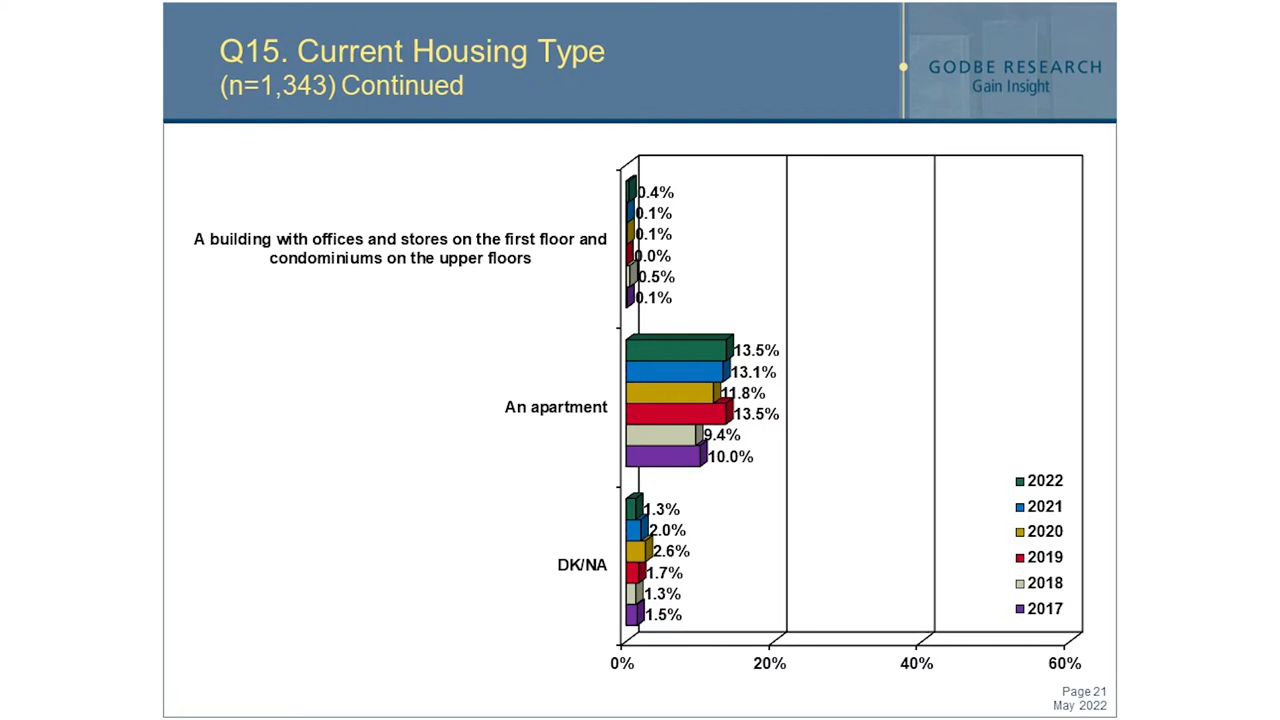 Q15. Current Housing Type
(n=1,343) Continued
GODBE RESEARCH
Gain Insight
A building with offices and stores on the first floor and
condominiums on the upper floors
0.4%
0.1%
0.1%
0.0%
0.5%
0.1%
An apartment
13.5%
13.1%
11.8%
13.5%
9.4%
10.0%
DK/NA
1.3%
2.0%
2.6%
1.7%
1.3%
1.5%
2022
2021
2020
2019
2018
2017
0% 20% 40% 60%
Page 21
May 2022